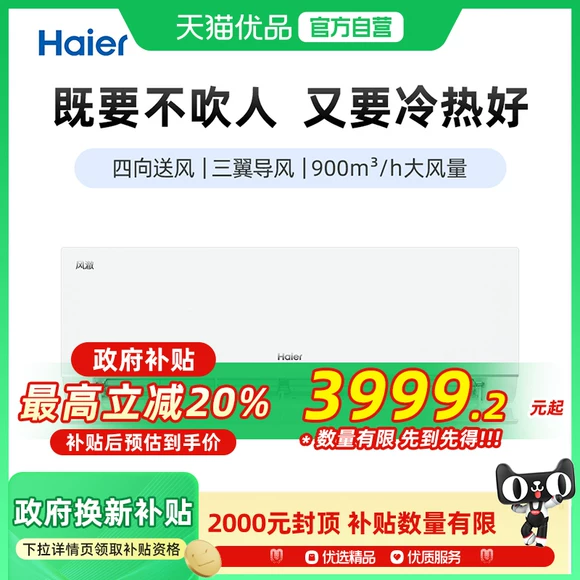 天猫优品 官方自营
Haier
既要不吹人 又要冷热好
四向送风|三翼导风|900m³/h大风量
风澈
Haier
政府补贴
最高立减20%
补贴后预估到手价
3999.2 元起
*数量有限 先到先得!!!
政府换新补贴
下拉详情页领取补贴资格
2000元封顶 补贴数量有限
优选精品 优质服务